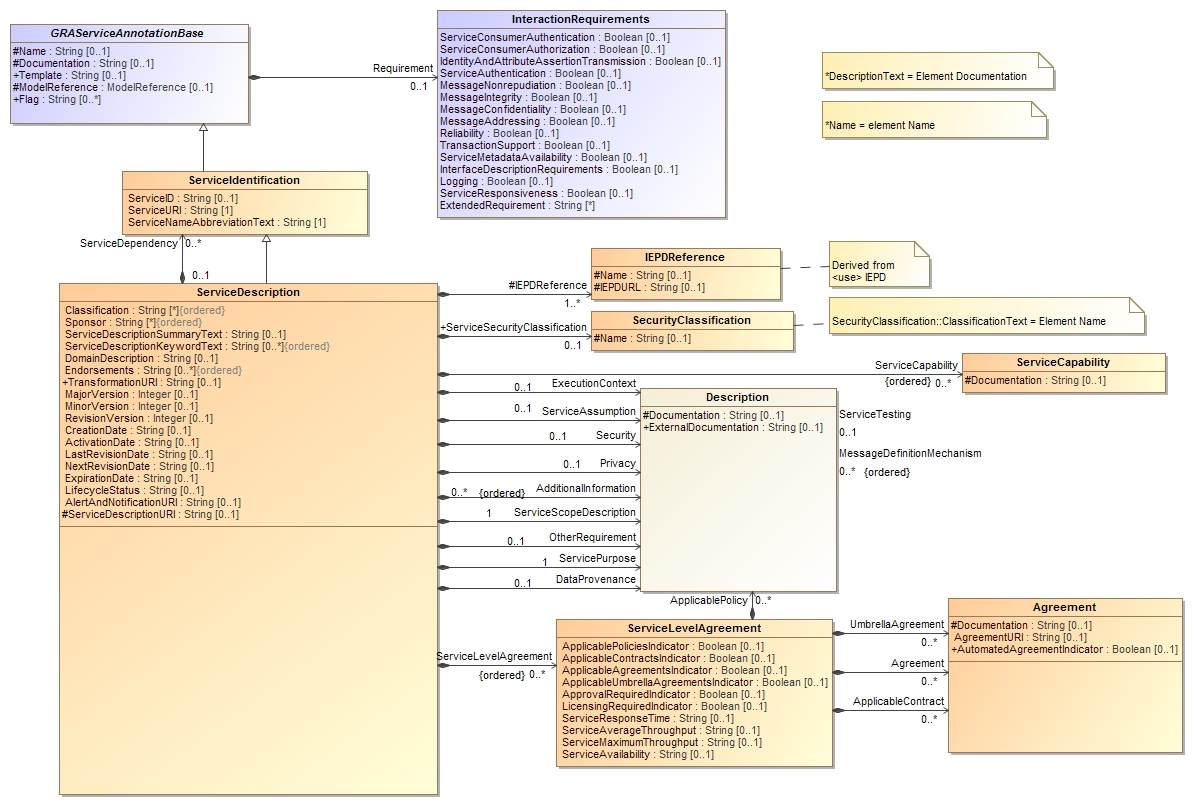 GRAServiceAnnotationBase
#Name : String [0..1]
#Documentation : String [0..1]
+Template : String [0..1]
#ModelReference : ModelReference [0..1]
+Flag : String [0..*]
Requirement
0..1
InteractionRequirements
ServiceConsumerAuthentication : Boolean [0..1]
ServiceConsumerAuthorization : Boolean [0..1]
IdentityAndAttributeAssertionTransmission : Boolean [0..1]
ServiceAuthentication : Boolean [0..1]
MessageNonrepudiation : Boolean [0..1]
MessageIntegrity : Boolean [0..1]
MessageConfidentiality : Boolean [0..1]
MessageAddressing : Boolean [0..1]
Reliability : Boolean [0..1]
TransactionSupport : Boolean [0..1]
ServiceMetadataAvailability : Boolean [0..1]
InterfaceDescriptionRequirements : Boolean [0..1]
Logging : Boolean [0..1]
ServiceResponsiveness : Boolean [0..1]
ExtendedRequirement : String [*]
*DescriptionText = Element Documentation
*Name = element Name
ServiceIdentification
ServiceID : String [0..1]
ServiceURI : String [1]
ServiceNameAbbreviationText : String [1]
ServiceDependency 0..*
0..1
ServiceDescription
Classification : String [*]{ordered}
Sponsor : String [*]{ordered}
ServiceDescriptionSummaryText : String [0..1]
ServiceDescriptionKeywordText : String [0..*]{ordered}
DomainDescription : String [0..1]
Endorsements : String [0..*]{ordered}
+TransformationURI : String [0..1]
MajorVersion : Integer [0..1]
MinorVersion : Integer [0..1]
RevisionVersion : Integer [0..1]
CreationDate : String [0..1]
ActivationDate : String [0..1]
LastRevisionDate : String [0..1]
NextRevisionDate : String [0..1]
ExpirationDate : String [0..1]
LifecycleStatus : String [0..1]
AlertAndNotificationURI : String [0..1]
#ServiceDescriptionURI : String [0..1]
#IEPDReference
1..*
IEPDReference
#Name : String [0..1]
#IEPDURL : String [0..1]
Derived from
<use> IEPD
+ServiceSecurityClassification
0..1
SecurityClassification
#Name : String [0..1]
SecurityClassification::ClassificationText = Element Name
ServiceCapability
{ordered} 0..*
ServiceCapability
#Documentation : String [0..1]
0..1 ExecutionContext
0..1 ServiceAssumption
0..1 Security
0..1 Privacy
0..* {ordered} AdditionalInformation
1 ServiceScopeDescription
0..1 OtherRequirement
1 ServicePurpose
0..1 DataProvenance
Description
#Documentation : String [0..1]
+ExternalDocumentation : String [0..1]
ServiceTesting
0..1
MessageDefinitionMechanism
0..* {ordered}
ApplicablePolicy 0..*
ServiceLevelAgreement
{ordered} 0..*
ServiceLevelAgreement
ApplicablePoliciesIndicator : Boolean [0..1]
ApplicableContractsIndicator : Boolean [0..1]
ApplicableAgreementsIndicator : Boolean [0..1]
ApplicableUmbrellaAgreementsIndicator : Boolean [0..1]
ApprovalRequiredIndicator : Boolean [0..1]
LicensingRequiredIndicator : Boolean [0..1]
ServiceResponseTime : String [0..1]
ServiceAverageThroughput : String [0..1]
ServiceMaximumThroughput : String [0..1]
ServiceAvailability : String [0..1]
UmbrellaAgreement
0..*
Agreement
0..*
ApplicableContract
0..*
Agreement
#Documentation : String [0..1]
AgreementURI : String [0..1]
+AutomatedAgreementIndicator : Boolean [0..1]